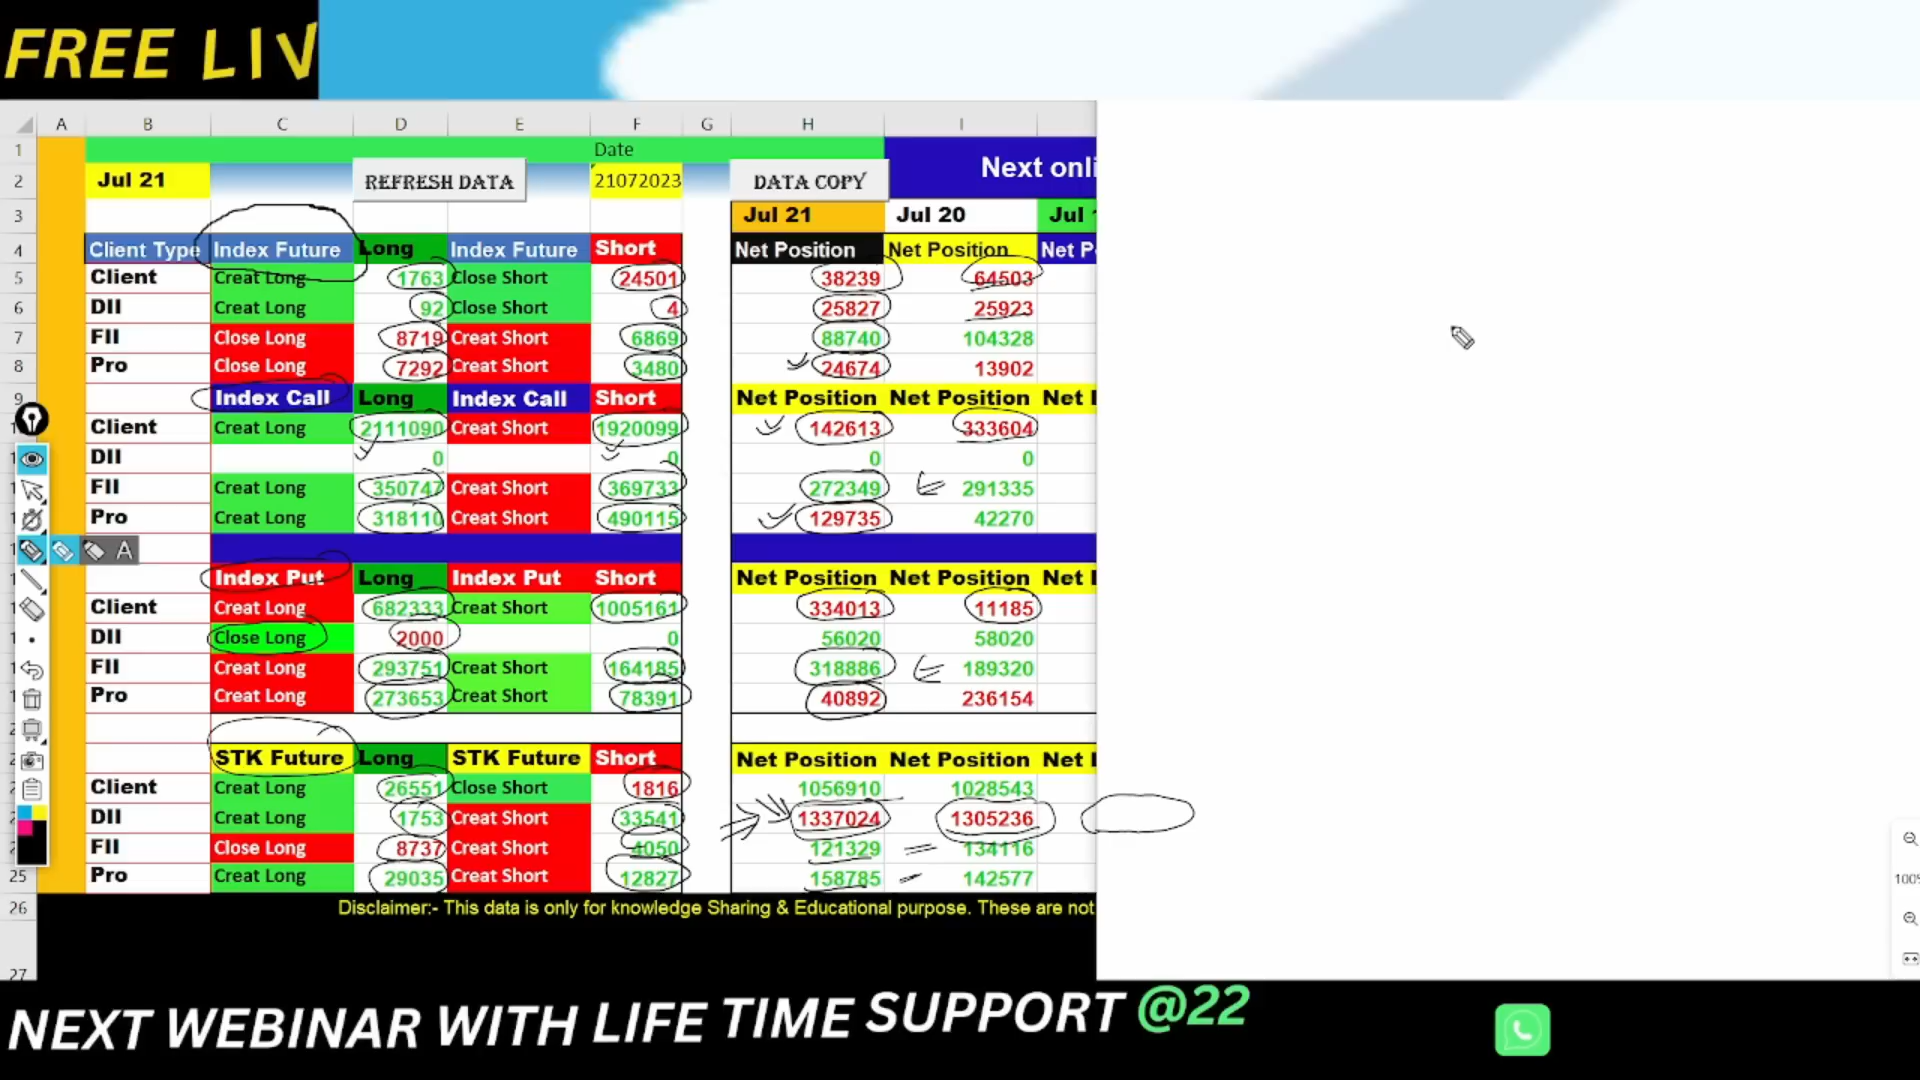 FREE LIV
A B C D E F G H I
1 Date
2 Jul 21 REFRESH DATA 21072023 DATA COPY Next onli
3 Jul 21 Jul 20 Jul
4 Client Type Index Future Long Index Future Short Net Position Net Position Net P
5 Client Creat Long 1763 Close Short 24501 38239 64503
6 DII Creat Long 92 Close Short 4 25827 25923
7 FII Close Long 8719 Creat Short 6869 88740 104328
8 Pro Close Long 7292 Creat Short 3480 24674 13902
9 Index Call Long Index Call Short Net Position Net Position Net
Client Creat Long 2111090 Creat Short 1920099 142613 333604
DII 0 0 0 0
FII Creat Long 350747 Creat Short 369733 272349 291335
Pro Creat Long 318110 Creat Short 490115 129735 42270
A
Index Put Long Index Put Short Net Position Net Position Net
Client Creat Long 682333 Creat Short 1005161 334013 11185
DII Close Long 2000 0 56020 58020
FII Creat Long 293751 Creat Short 164185 318886 189320
Pro Creat Long 273653 Creat Short 78391 40892 236154
STK Future Long STK Future Short Net Position Net Position Net
Client Creat Long 26551 Close Short 1816 1056910 1028543
DII Creat Long 1753 Creat Short 33541 1337024 1305236
FII Close Long 8737 Creat Short 4050 121329 134116
25 Pro Creat Long 29035 Creat Short 12827 158785 142577
100%
26 Disclaimer:- This data is only for knowledge Sharing & Educational purpose. These are not
27
NEXT WEBINAR WITH LIFE TIME SUPPORT @22